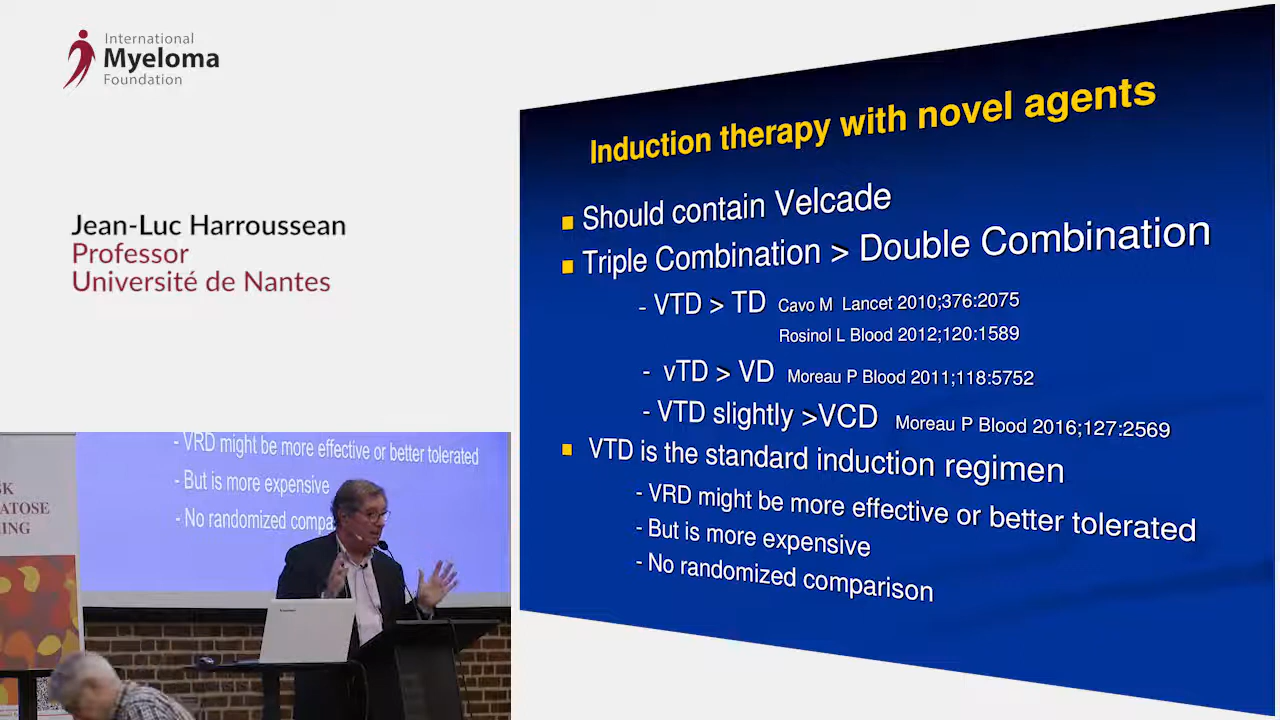 International
Myeloma
Foundation
Jean-Luc Harroussean
Professor
Université de Nantes
Induction therapy with novel agents
Should contain Velcade
Triple Combination > Double Combination
- VTD > TD Cavo M Lancet 2010;376:2075
Rosinol L Blood 2012;120:1589
- vTD > VD Moreau P Blood 2011;118:5752
- VTD slightly >VCD Moreau P Blood 2016;127:2569
VTD is the standard induction regimen
- VRD might be more effective or better tolerated
- But is more expensive
- No randomized comparison
- VRD might be more effective or better tolerated
- But is more expensive
- No randomized compa